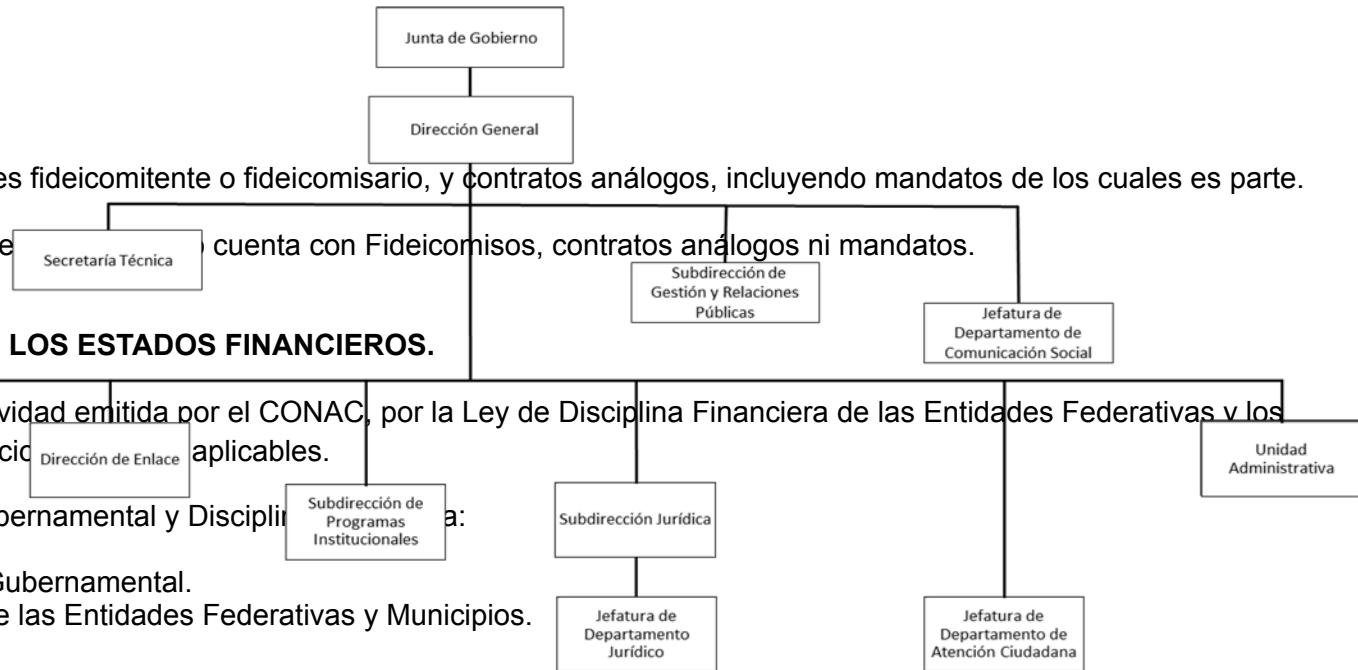 Junta de Gobierno
Dirección General
es fideicomitente o fideicomisario, y contratos análogos, incluyendo mandatos de los cuales es parte.
cuenta con Fideicomisos, contratos análogos ni mandatos.
Secretaría Técnica
Subdirección de
Gestión y Relaciones
Públicas
Jefatura de
Departamento de
Comunicación Social
LOS ESTADOS FINANCIEROS.
emitida por el CONAC, por la Ley de Disciplina Financiera de las Entidades Federativas y los
aplicables.
Dirección de Enlace
Unidad
Administrativa
Subdirección de
Programas
Institucionales
Subdirección Jurídica
bernamental y Disciplin
Gubernamental.
e las Entidades Federativas y Municipios.
Jefatura de
Departamento
Jurídico
Jefatura de
Departamento de
Atención Ciudadana